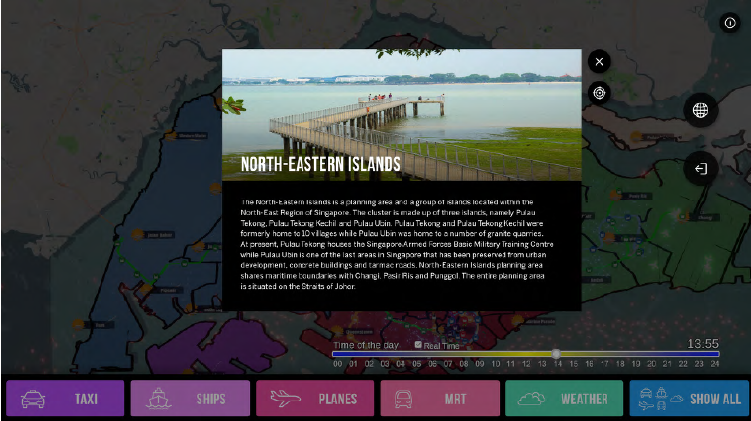 NORTH-EASTERN ISLANDS
The North-Eastern Islands is a planning area and a group of islands located within the
North-East Region of Singapore. The cluster is made up of three islands, namely Pulau
Tekong, Pulau Tekong Kechil and Pulau Ubin. Pulau Tekong and Pulau Tekong Kechil were
formerly home to 10 villages while Pulau Ubin was home to a number of granite quarries.
At present, Pulau Tekong houses the Singapore Armed Forces Basic Military Training Centre
while Pulau Ubin is one of the last areas in Singapore that has been preserved from urban
development, concrete buildings and tarmac roads. North-Eastern Islands planning area
shares maritime boundaries with Changi, Pasir Ris and Punggol. The entire planning area
is situated on the Straits of Johor.
Time of the day Real Time 13:55
00 01 02 03 04 05 06 07 08 09 10 11 12 13 14 15 16 17 18 19 20 21 22 23 24
TAXI SHIPS PLANES MRT WEATHER SHOW ALL